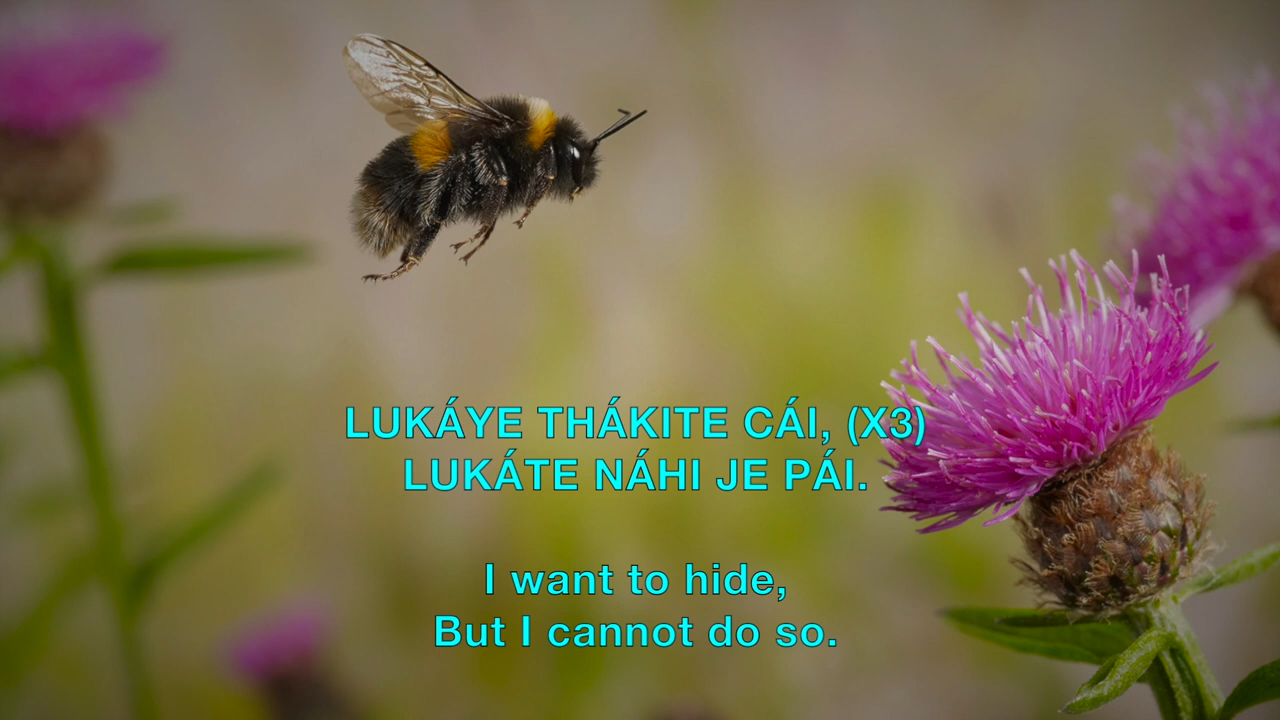 LUKÁYE THÁKITE CÁI, (X3)
LUKÁTE NÁHI JE PÁI.
I want to hide,
But I cannot do so.